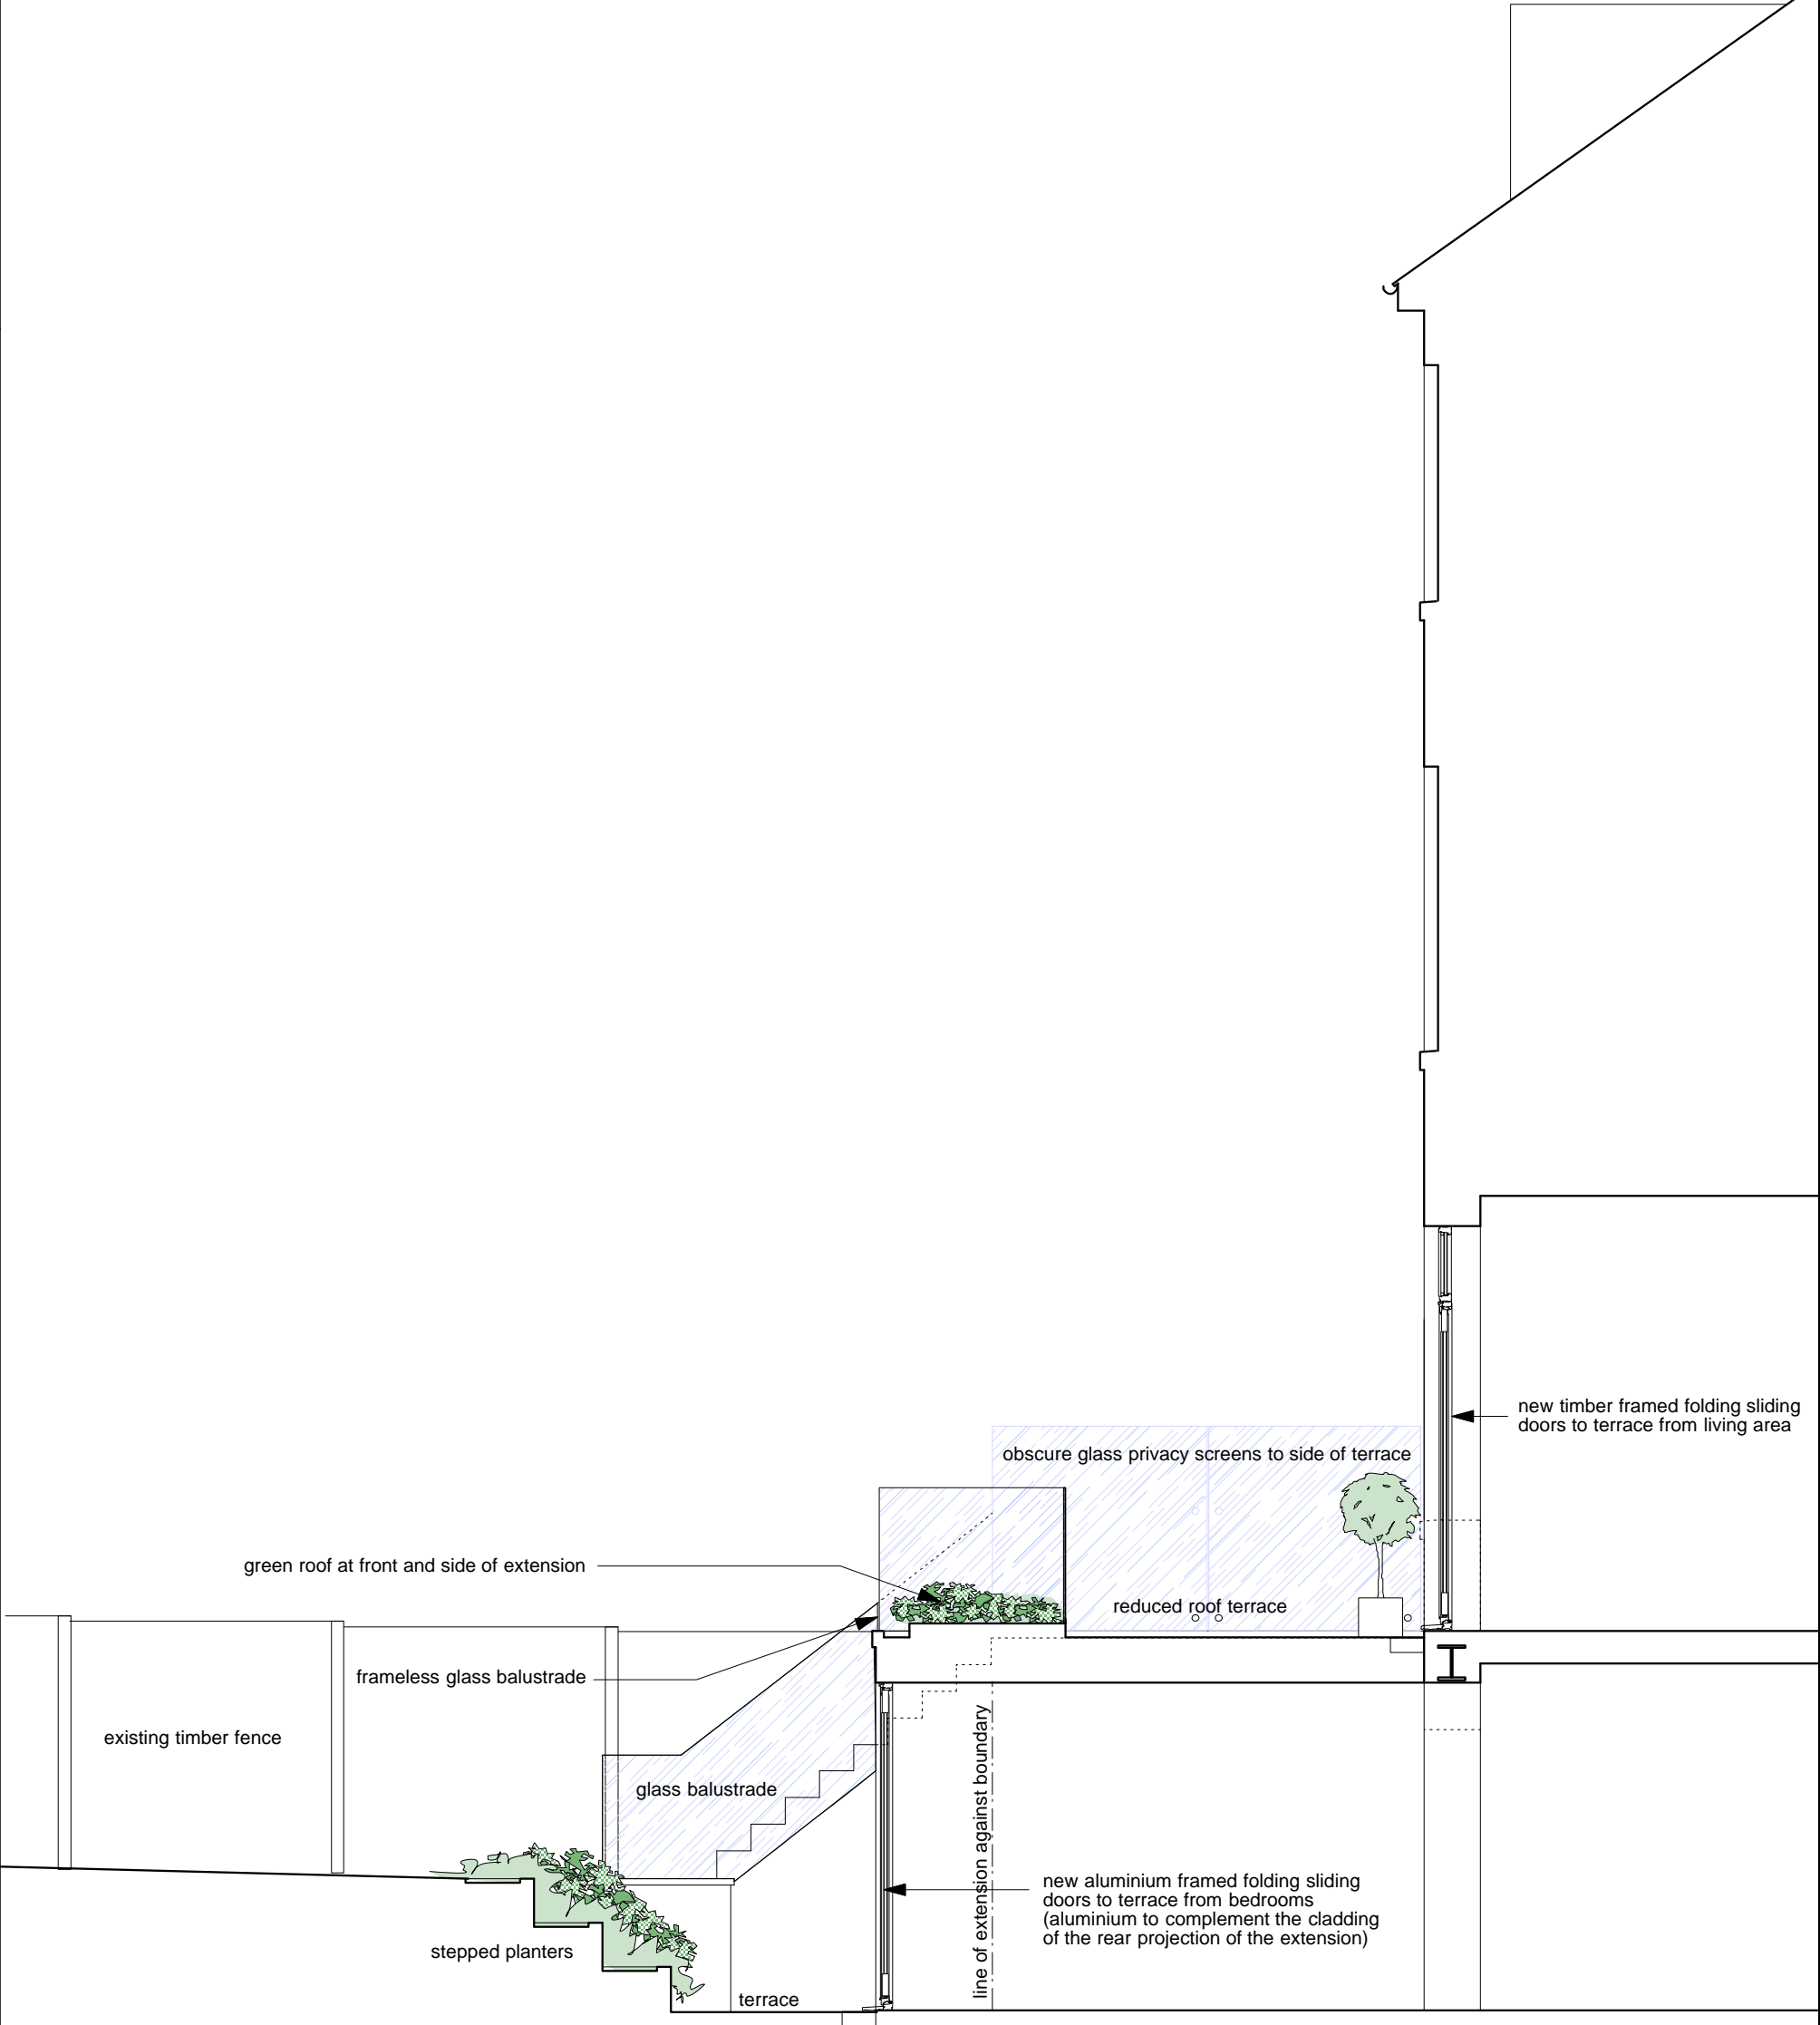 new timber framed folding sliding
doors to terrace from living area
obscure glass privacy screens to side of terrace
green roof at front and side of extension
reduced roof terrace
frameless glass balustrade
existing timber fence
glass balustrade
line of extension against boundary
new aluminium framed folding sliding
doors to terrace from bedrooms
(aluminium to complement the cladding
of the rear projection of the extension)
stepped planters
terrace